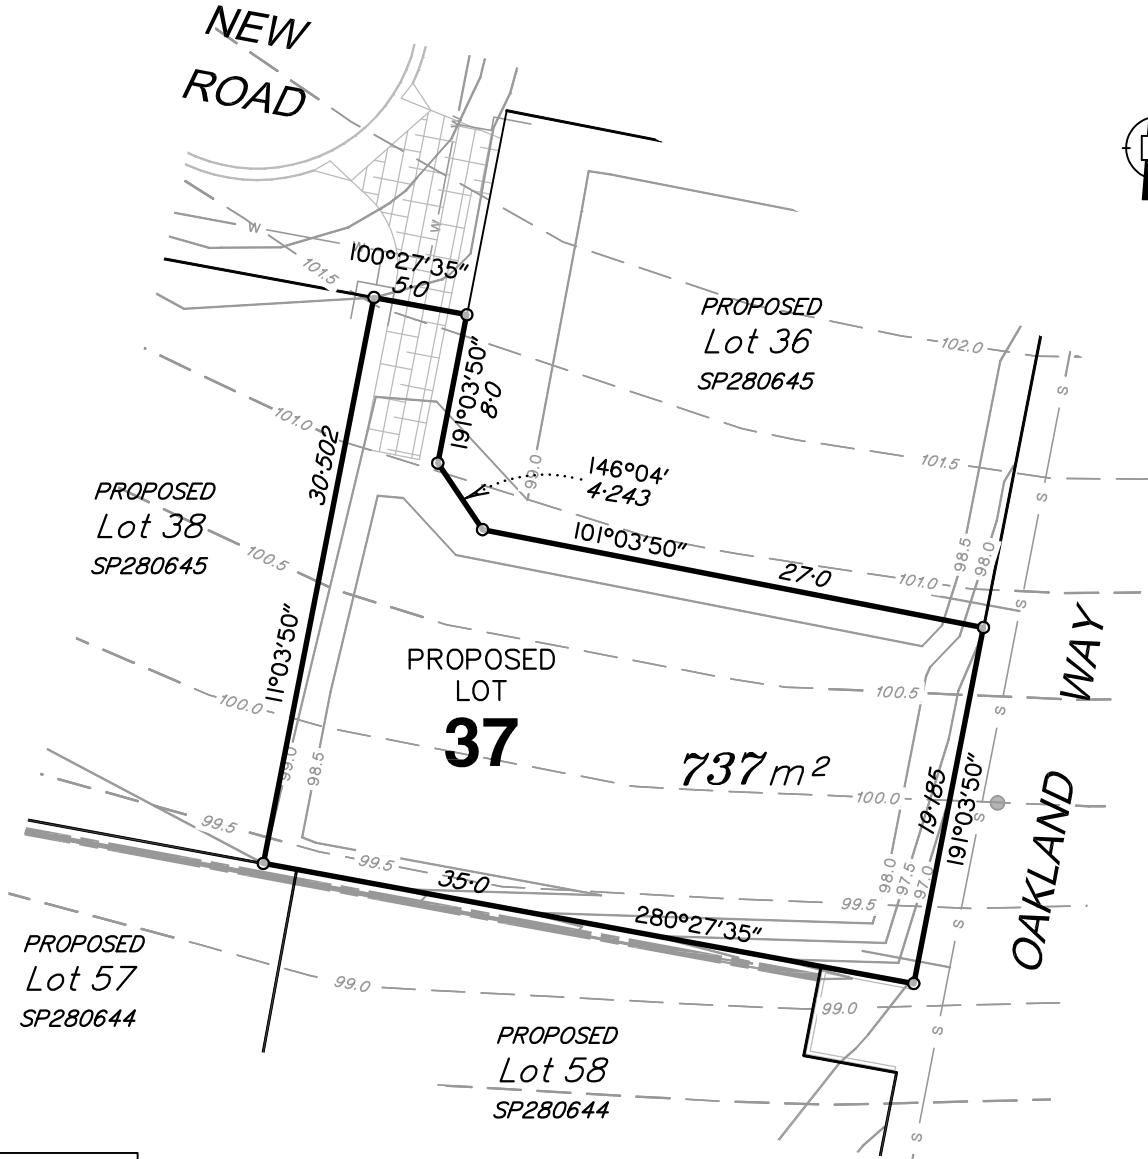 NEW
ROAD
W
W
W
W
101.5
100°27'35"
5·0
PROPOSED
Lot 36
SP280645
102.0
S
191°03'50"
8·0
101.0
30·502
99.0
146°04'
4·243
101.5
S
PROPOSED
Lot 38
SP280645
100.5
101°03'50"
27·0
98.5
98.0
101.0
S
11°03'50"
PROPOSED
LOT
37
737 m²
100.5
WAY
S
100.0
99.0
98.5
100.0
19·185
191°03'50"
S
OAKLAND
99.5
99.5
35·0
98.0
97.5
97.0
99.5
280°27'35"
S
PROPOSED
Lot 57
SP280644
99.0
99.0
PROPOSED
Lot 58
SP280644
S
S